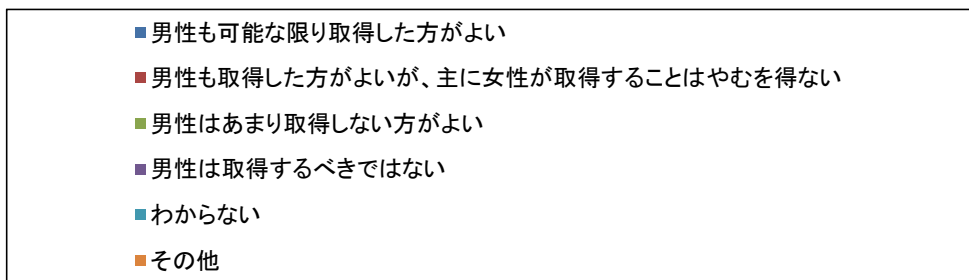 男性も可能な限り取得した方がよい
男性も取得した方がよいが、主に女性が取得することはやむを得ない
男性はあまり取得しない方がよい
男性は取得するべきではない
わからない
その他